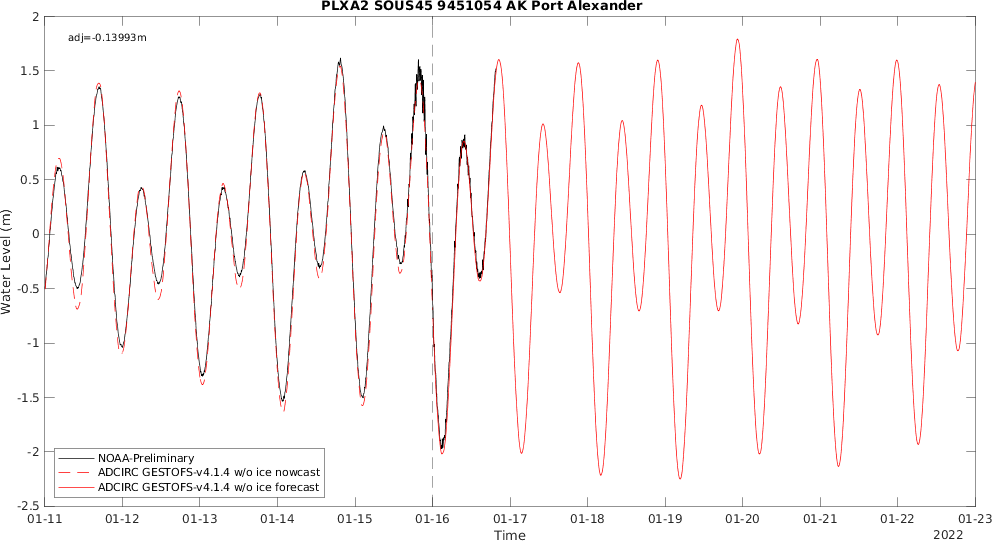 PLXA2 SOUS45 9451054 AK Port Alexander
adj=-0.13993m
2
1.5
1
0.5
0
-0.5
-1
-1.5
-2
-2.5
Water Level (m)
NOAA-Preliminary
ADCIRC GESTOFS-v4.1.4 w/o ice nowcast
ADCIRC GESTOFS-v4.1.4 w/o ice forecast
01-11 01-12 01-13 01-14 01-15 01-16 01-17 01-18 01-19 01-20 01-21 01-22 01-23
Time
2022